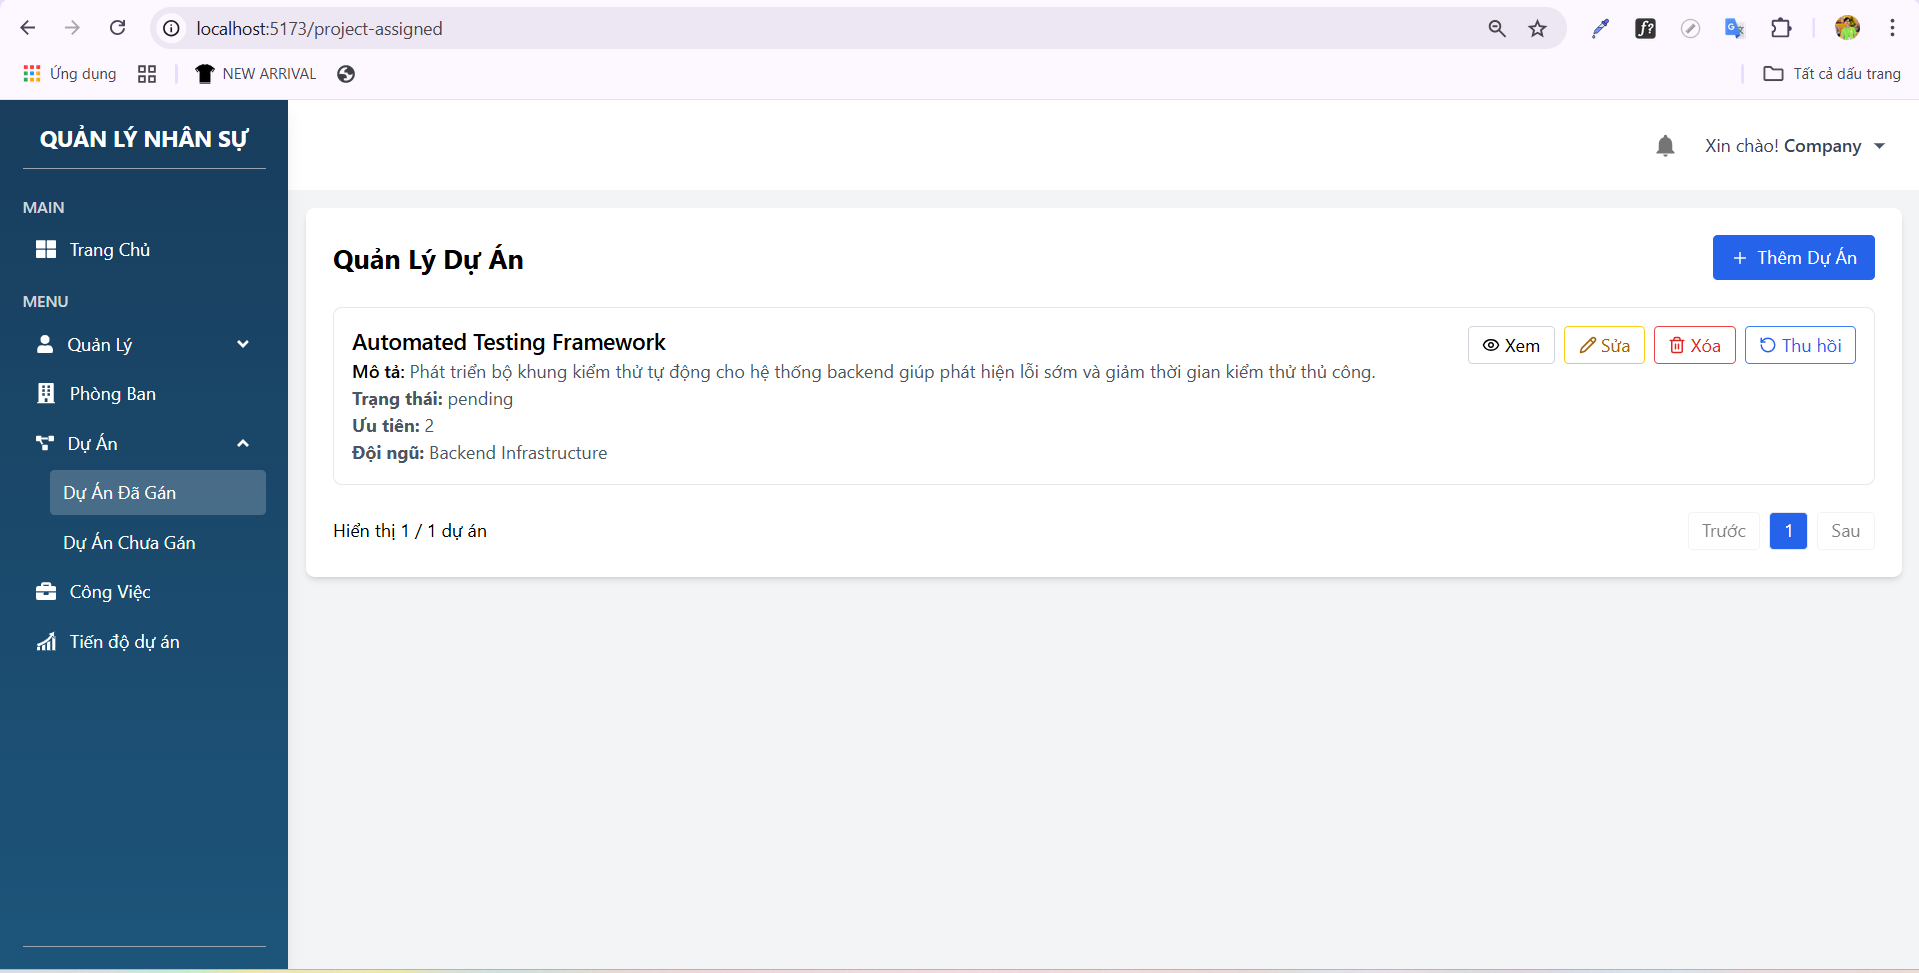 localhost:5173/project-assigned
Ứng dụng
NEW ARRIVAL
Tất cả dấu trang
QUẢN LÝ NHÂN SỰ
MAIN
Trang Chủ
MENU
Quản Lý
Phòng Ban
Dự Án
Dự Án Đã Gán
Dự Án Chưa Gán
Công Việc
Tiến độ dự án
Xin chào! Company
Quản Lý Dự Án
+ Thêm Dự Án
Automated Testing Framework
Xem
Sửa
Xóa
Thu hồi
Mô tả: Phát triển bộ khung kiểm thử tự động cho hệ thống backend giúp phát hiện lỗi sớm và giảm thời gian kiểm thử thủ công.
Trạng thái: pending
Ưu tiên: 2
Đội ngũ: Backend Infrastructure
Hiển thị 1 / 1 dự án
Trước
1
Sau